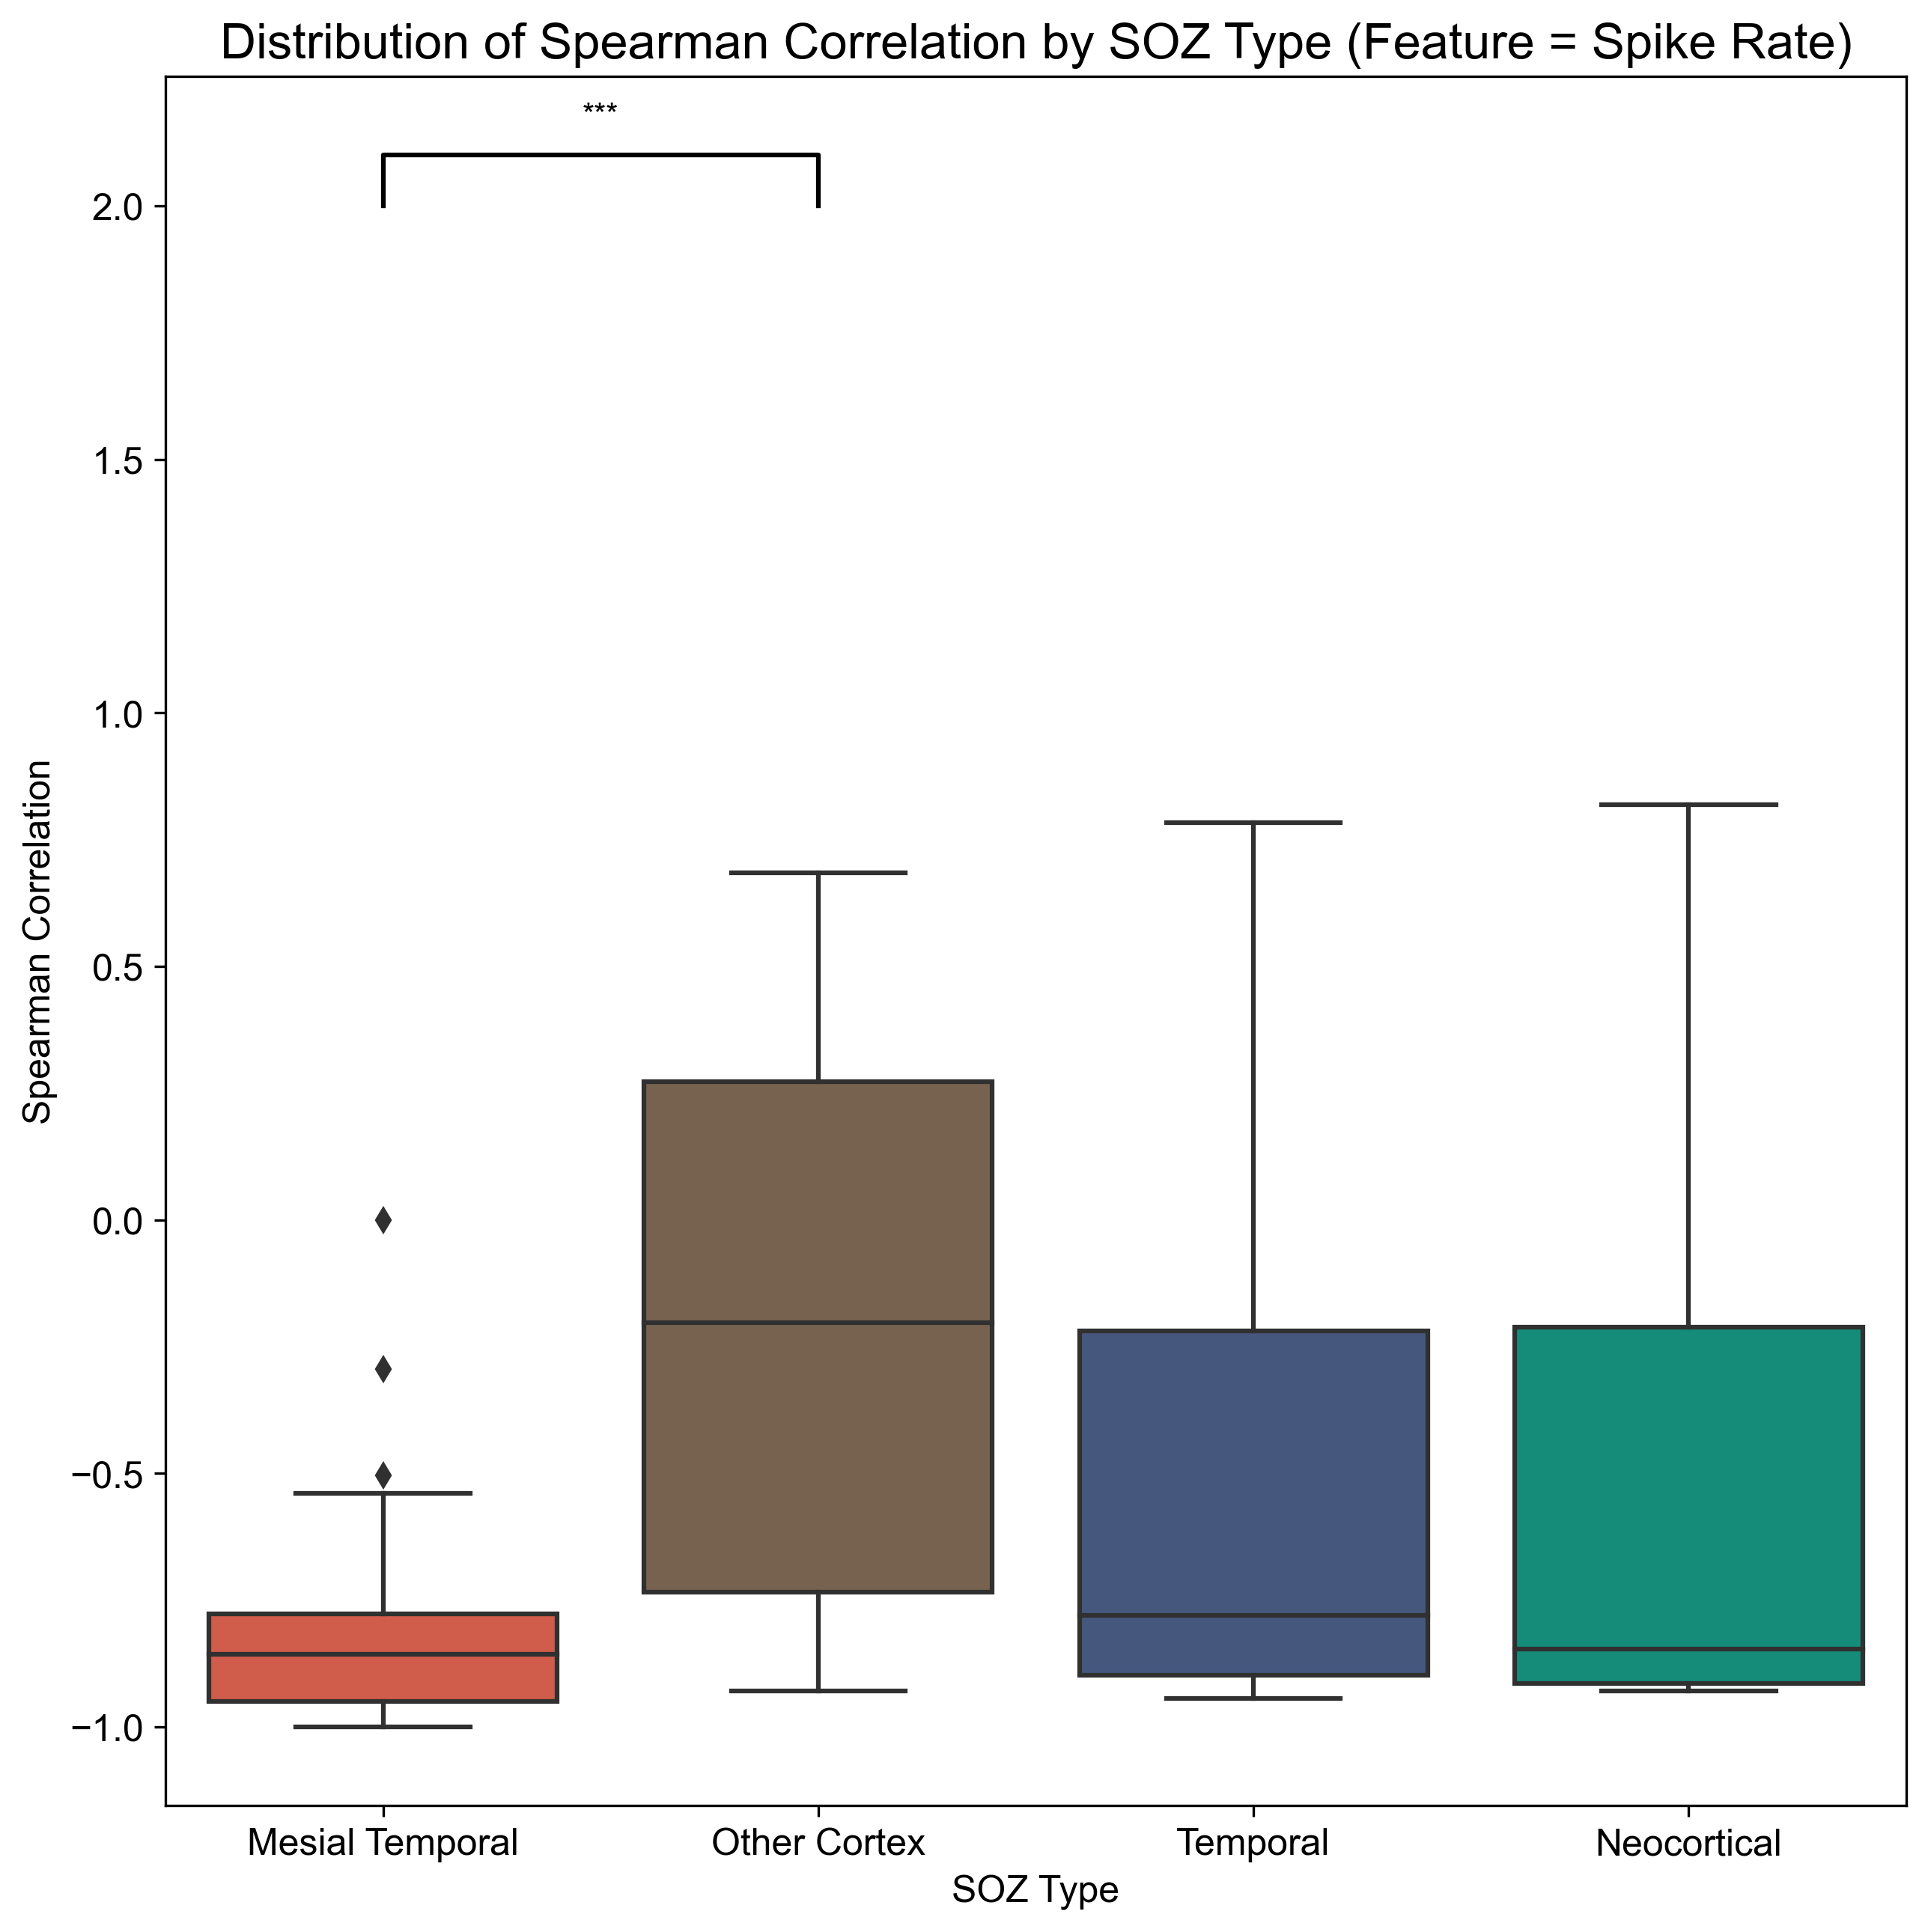 Distribution of Spearman Correlation by SOZ Type (Feature = Spike Rate)
***
2.0
1.5
1.0
0.5
0.0
−0.5
−1.0
Spearman Correlation
Mesial Temporal
Other Cortex
Temporal
Neocortical
SOZ Type